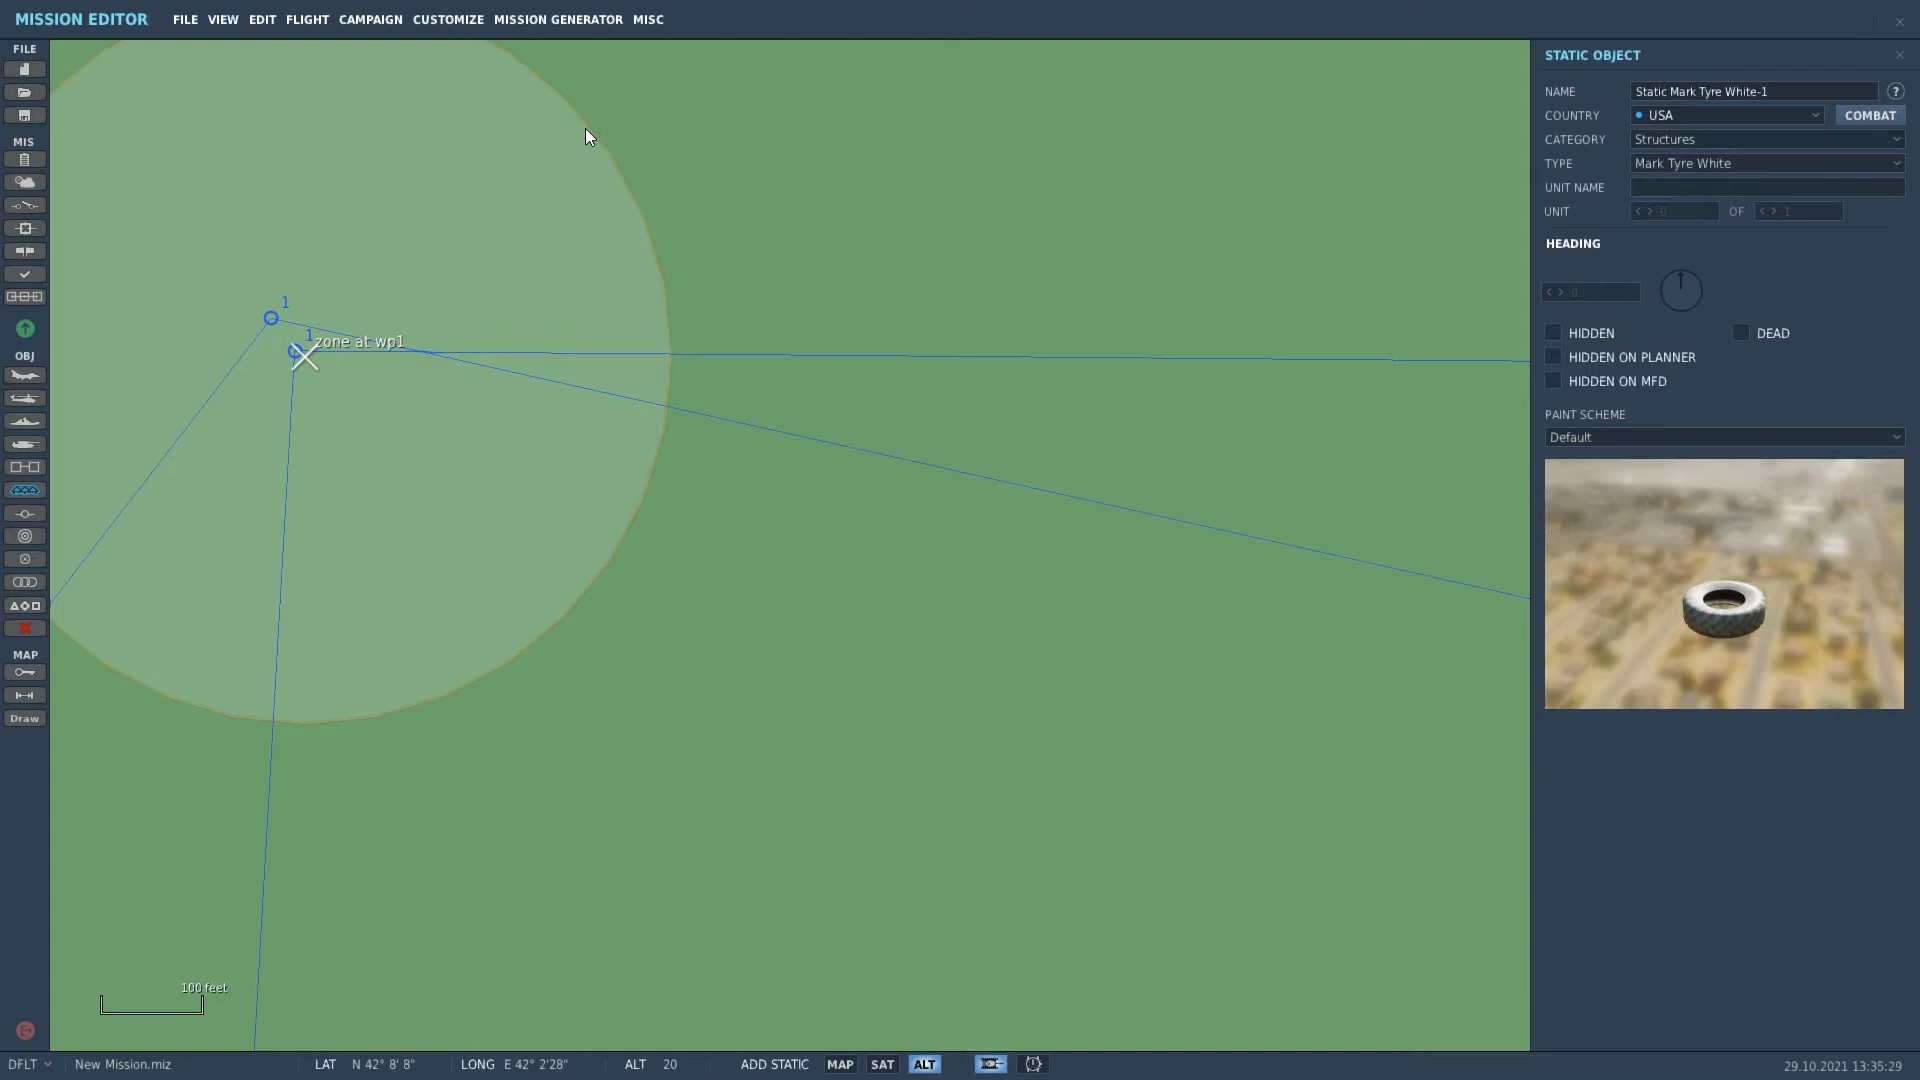 MISSION EDITOR FILE VIEW EDIT FLIGHT CAMPAIGN CUSTOMIZE MISSION GENERATOR MISC
FILE
MIS
OBJ
MAP
Draw
1
1
zone at wp1
100 feet
STATIC OBJECT
NAME Static Mark Tyre White-1 ?
COUNTRY USA COMBAT
CATEGORY Structures
TYPE Mark Tyre White
UNIT NAME
UNIT < > 0 OF < > 1
HEADING
< > 0
HIDDEN DEAD
HIDDEN ON PLANNER
HIDDEN ON MFD
PAINT SCHEME
Default
DFLT New Mission.miz LAT N 42° 8' 8" LONG E 42° 2'28" ALT 20 ADD STATIC MAP SAT ALT 29.10.2021 13:35:29